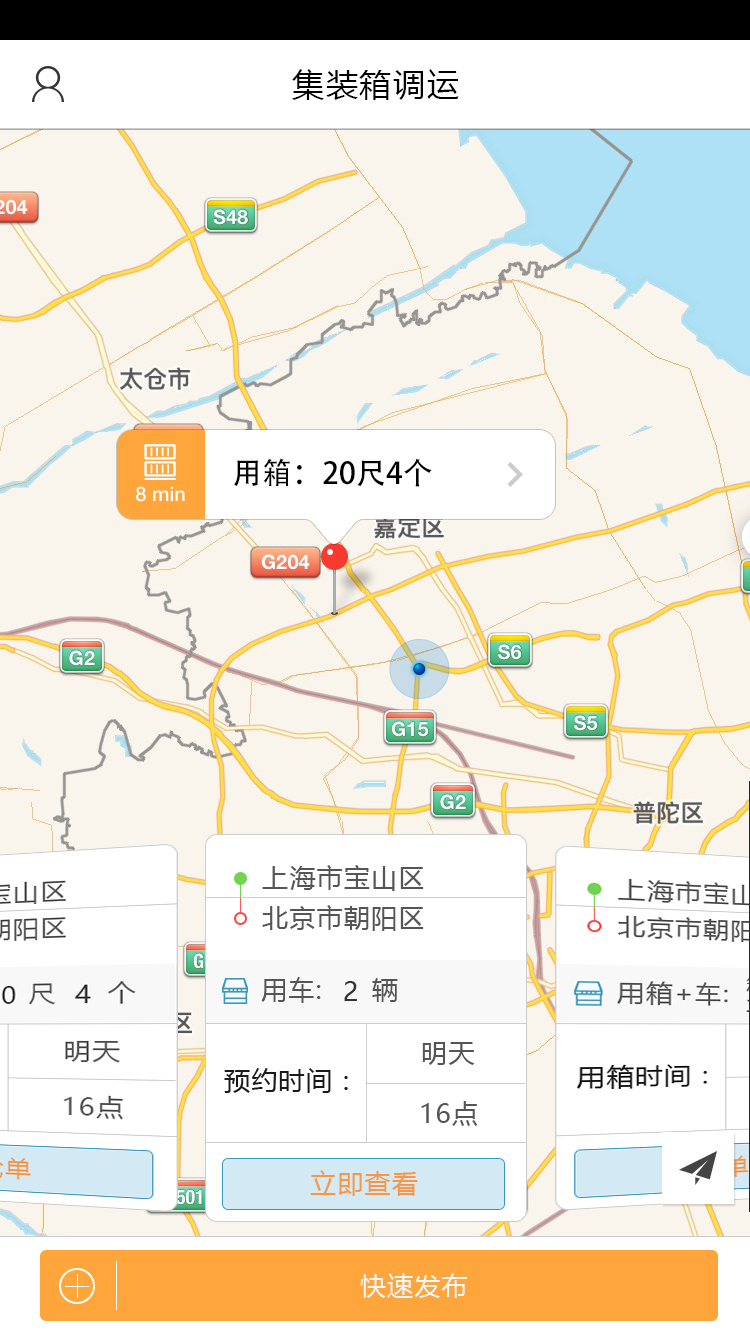 集装箱调运
204
S48
太仓市
8 min
用箱：20尺4个
嘉定区
G204
G2
S6
G15
S5
G2
普陀区
宝山区
朝阳区
0 尺 4 个
明天
16点
单
上海市宝山区
北京市朝阳区
用车: 2 辆
预约时间：
明天
16点
立即查看
上海市宝山
北京市朝阳
用箱+车:
用箱时间：
单
G
区
501
快速发布